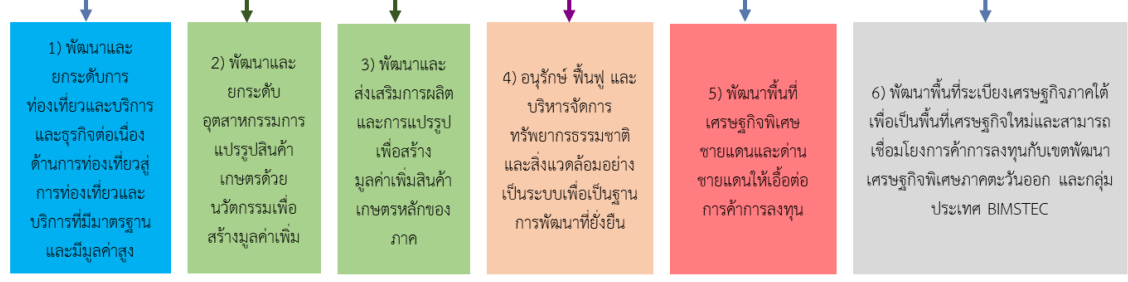 1) พัฒนาและ
ยกระดับการ
ท่องเที่ยวและบริการ
และธุรกิจต่อเนื่อง
ด้านการท่องเที่ยวสู่
การท่องเที่ยวและ
บริการที่มีมาตรฐาน
และมีมูลค่าสูง
2) พัฒนาและ
ยกระดับ
อุตสาหกรรมการ
แปรรูปสินค้า
เกษตรด้วย
นวัตกรรมเพื่อ
สร้างมูลค่าเพิ่ม
3) พัฒนาและ
ส่งเสริมการผลิต
และการแปรรูป
เพื่อสร้าง
มูลค่าเพิ่มสินค้า
เกษตรหลักของ
ภาค
4) อนุรักษ์ ฟื้นฟู และ
บริหารจัดการ
ทรัพยากรธรรมชาติ
และสิ่งแวดล้อมอย่าง
เป็นระบบเพื่อเป็นฐาน
การพัฒนาที่ยั่งยืน
5) พัฒนาพื้นที่
เศรษฐกิจพิเศษ
ชายแดนและด่าน
ชายแดนให้เอื้อต่อ
การค้าการลงทุน
6) พัฒนาพื้นที่ระเบียงเศรษฐกิจภาคใต้
เพื่อเป็นพื้นที่เศรษฐกิจใหม่และสามารถ
เชื่อมโยงการค้าการลงทุนกับเขตพัฒนา
เศรษฐกิจพิเศษภาคตะวันออก และกลุ่ม
ประเทศ BIMSTEC